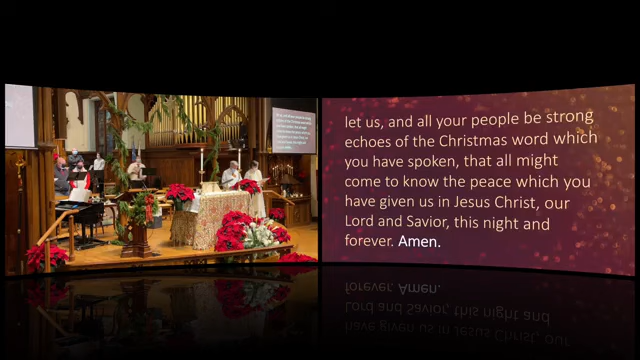 let us, and all your people be strong
echoes of the Christmas word which
you have spoken, that all might
come to know the peace which you
have given us in Jesus Christ, our
Lord and Savior, this night and
forever. Amen.